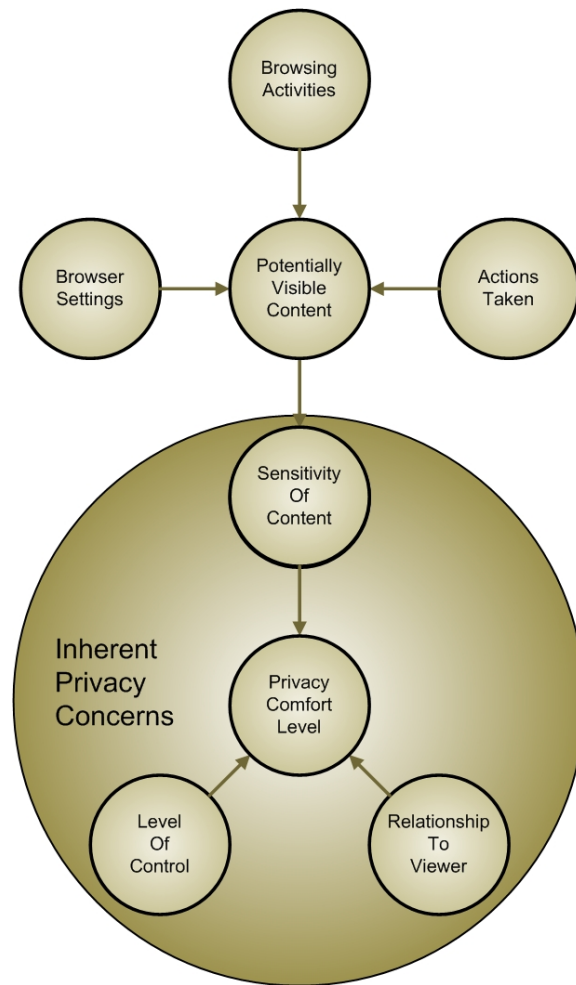 Browsing
Activities
Browser
Settings
Potentially
Visible
Content
Actions
Taken
Sensitivity
Of
Content
Inherent
Privacy
Concerns
Privacy
Comfort
Level
Level
Of
Control
Relationship
To
Viewer